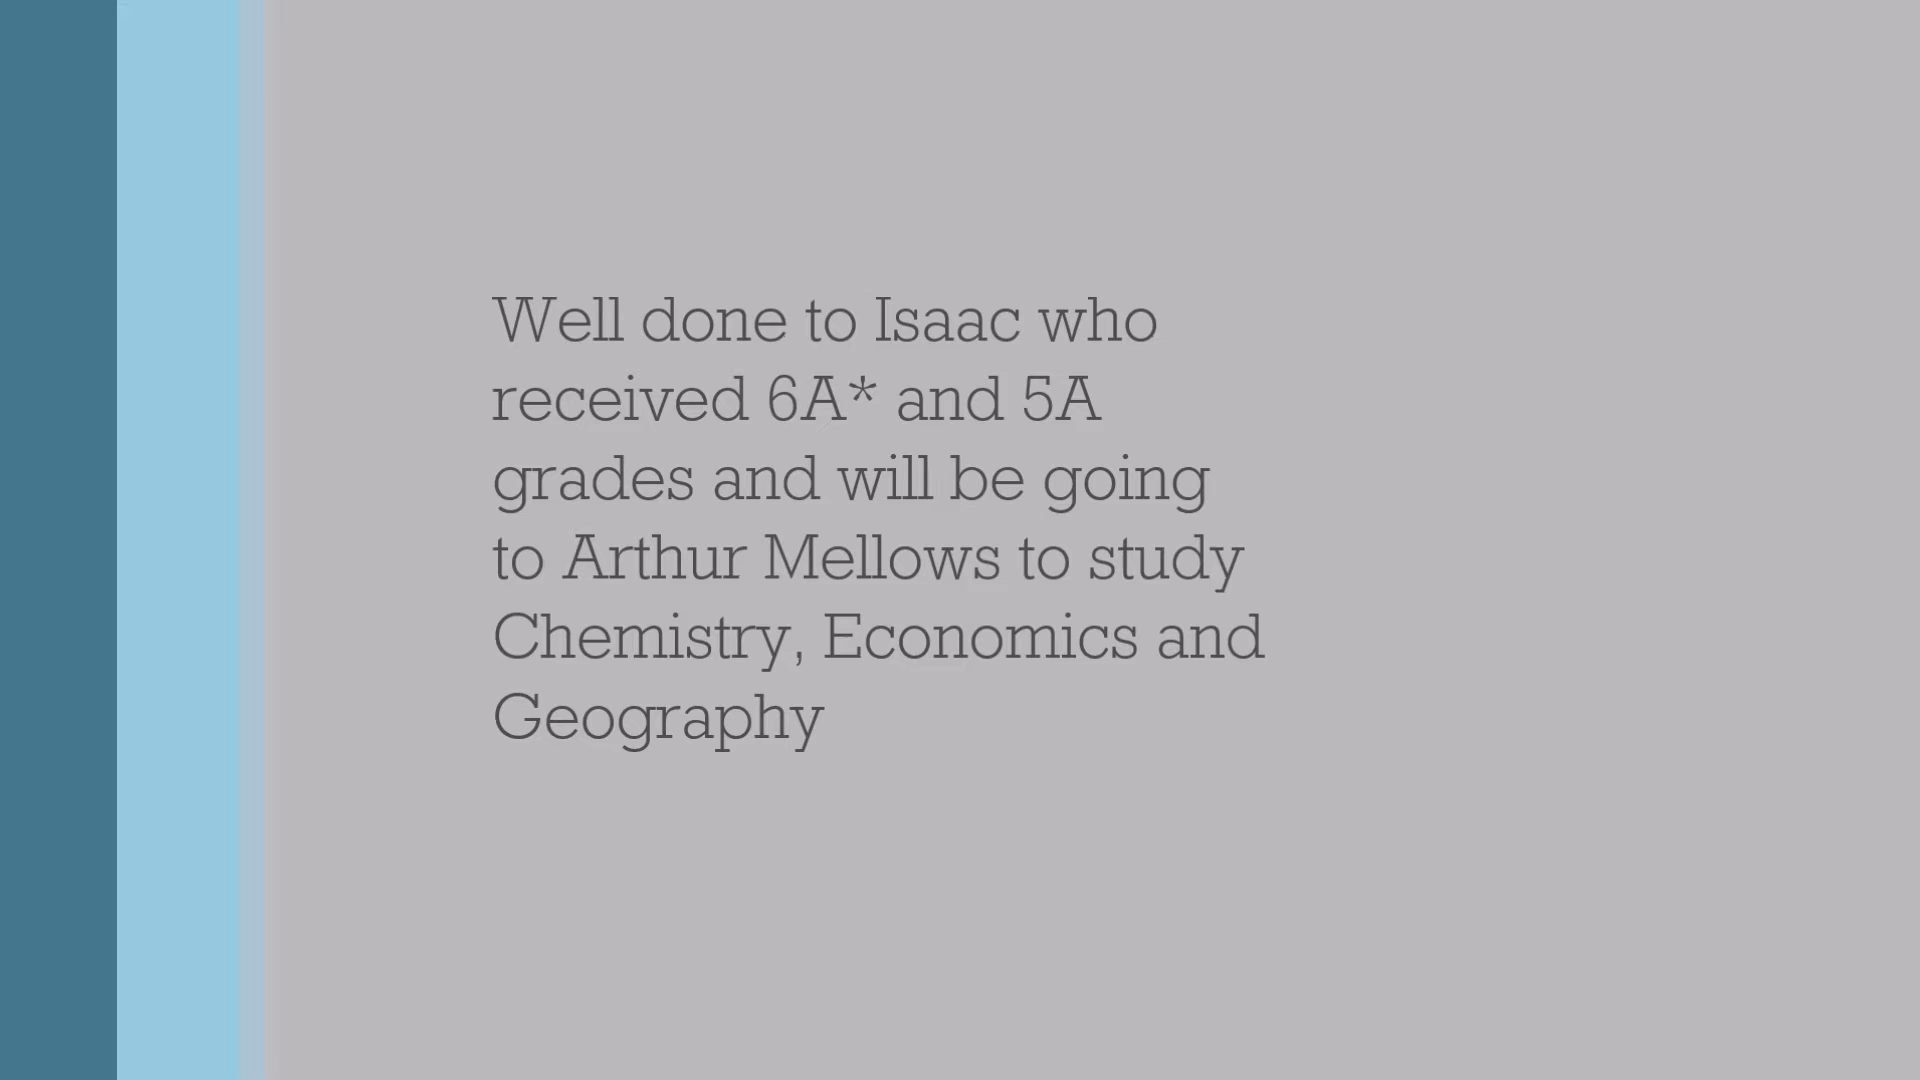 Well done to Isaac who
received 6A* and 5A
grades and will be going
to Arthur Mellows to study
Chemistry, Economics and
Geography